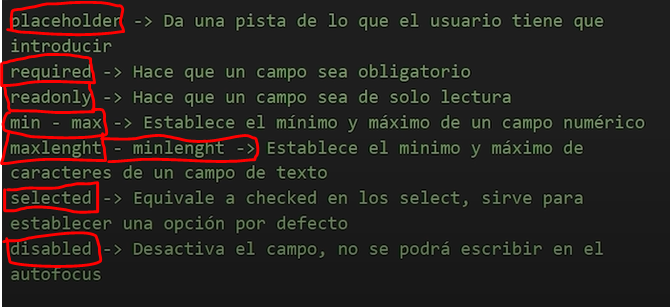 placeholder -> Da una pista de lo que el usuario tiene que
introducir
required -> Hace que un campo sea obligatorio
readonly -> Hace que un campo sea de solo lectura
min - max -> Establece el mínimo y máximo de un campo numérico
maxlenght - minlenght -> Establece el minimo y máximo de
caracteres de un campo de texto
selected -> Equivale a checked en los select, sirve para
establecer una opción por defecto
disabled -> Desactiva el campo, no se podrá escribir en el
autofocus